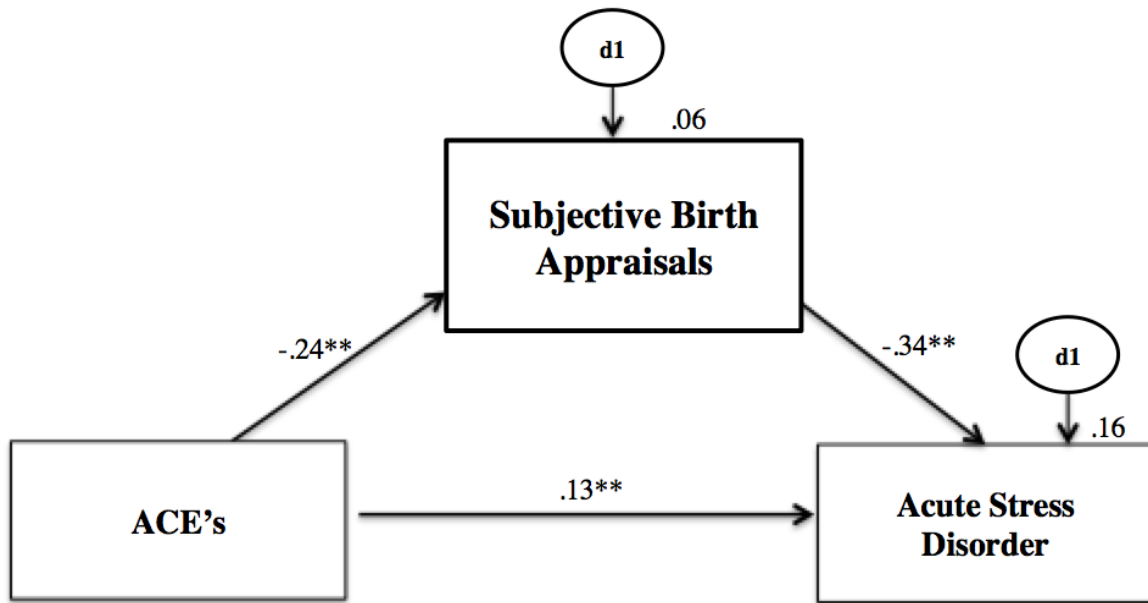 d1
.06
Subjective Birth
Appraisals
-.24**
-.34**
d1
.16
ACE’s
.13**
Acute Stress
Disorder